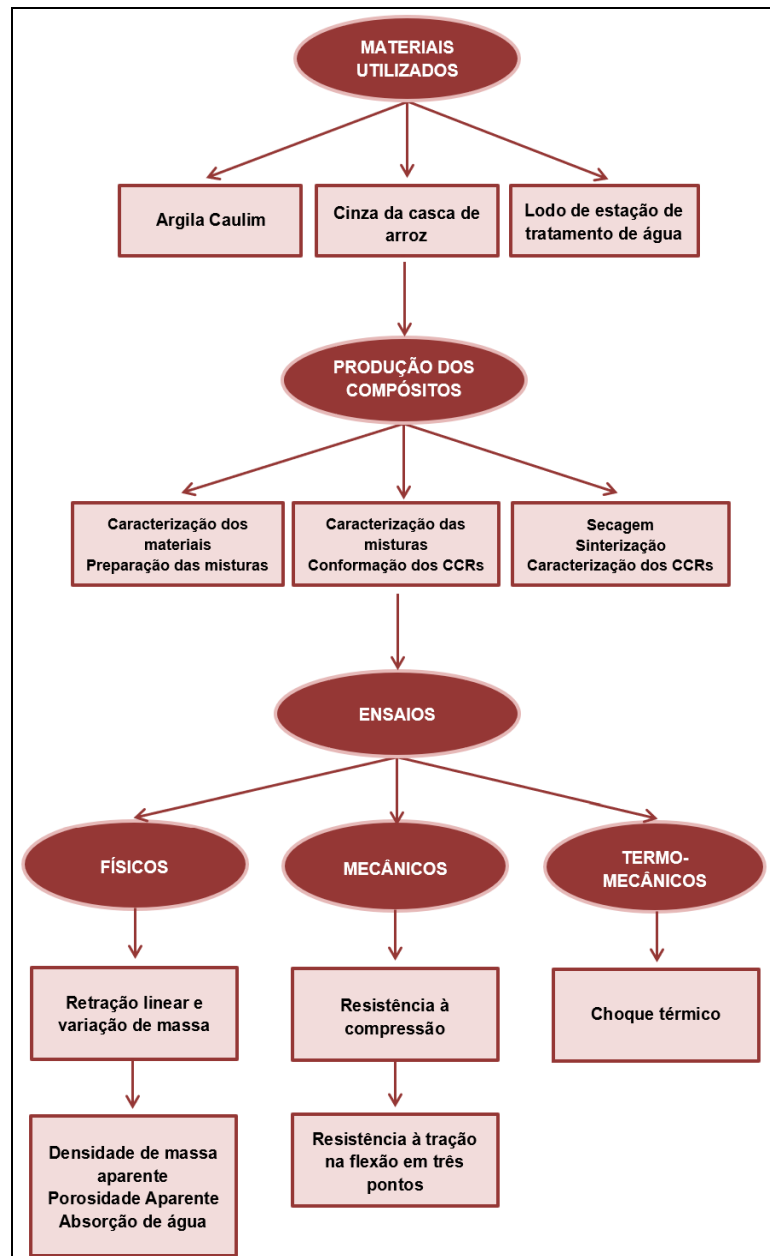 MATERIAIS
UTILIZADOS
Argila Caulim
Cinza da casca de
arroz
Lodo de estação de
tratamento de água
PRODUÇÃO DOS
COMPÓSITOS
Caracterização dos
materiais
Preparação das misturas
Caracterização das
misturas
Conformação dos CCRs
Secagem
Sinterização
Caracterização dos CCRs
ENSAIOS
FÍSICOS
MECÂNICOS
TERMO-
MECÂNICOS
Retração linear e
variação de massa
Resistência à
compressão
Choque térmico
Densidade de massa
aparente
Porosidade Aparente
Absorção de água
Resistência à tração
na flexão em três
pontos